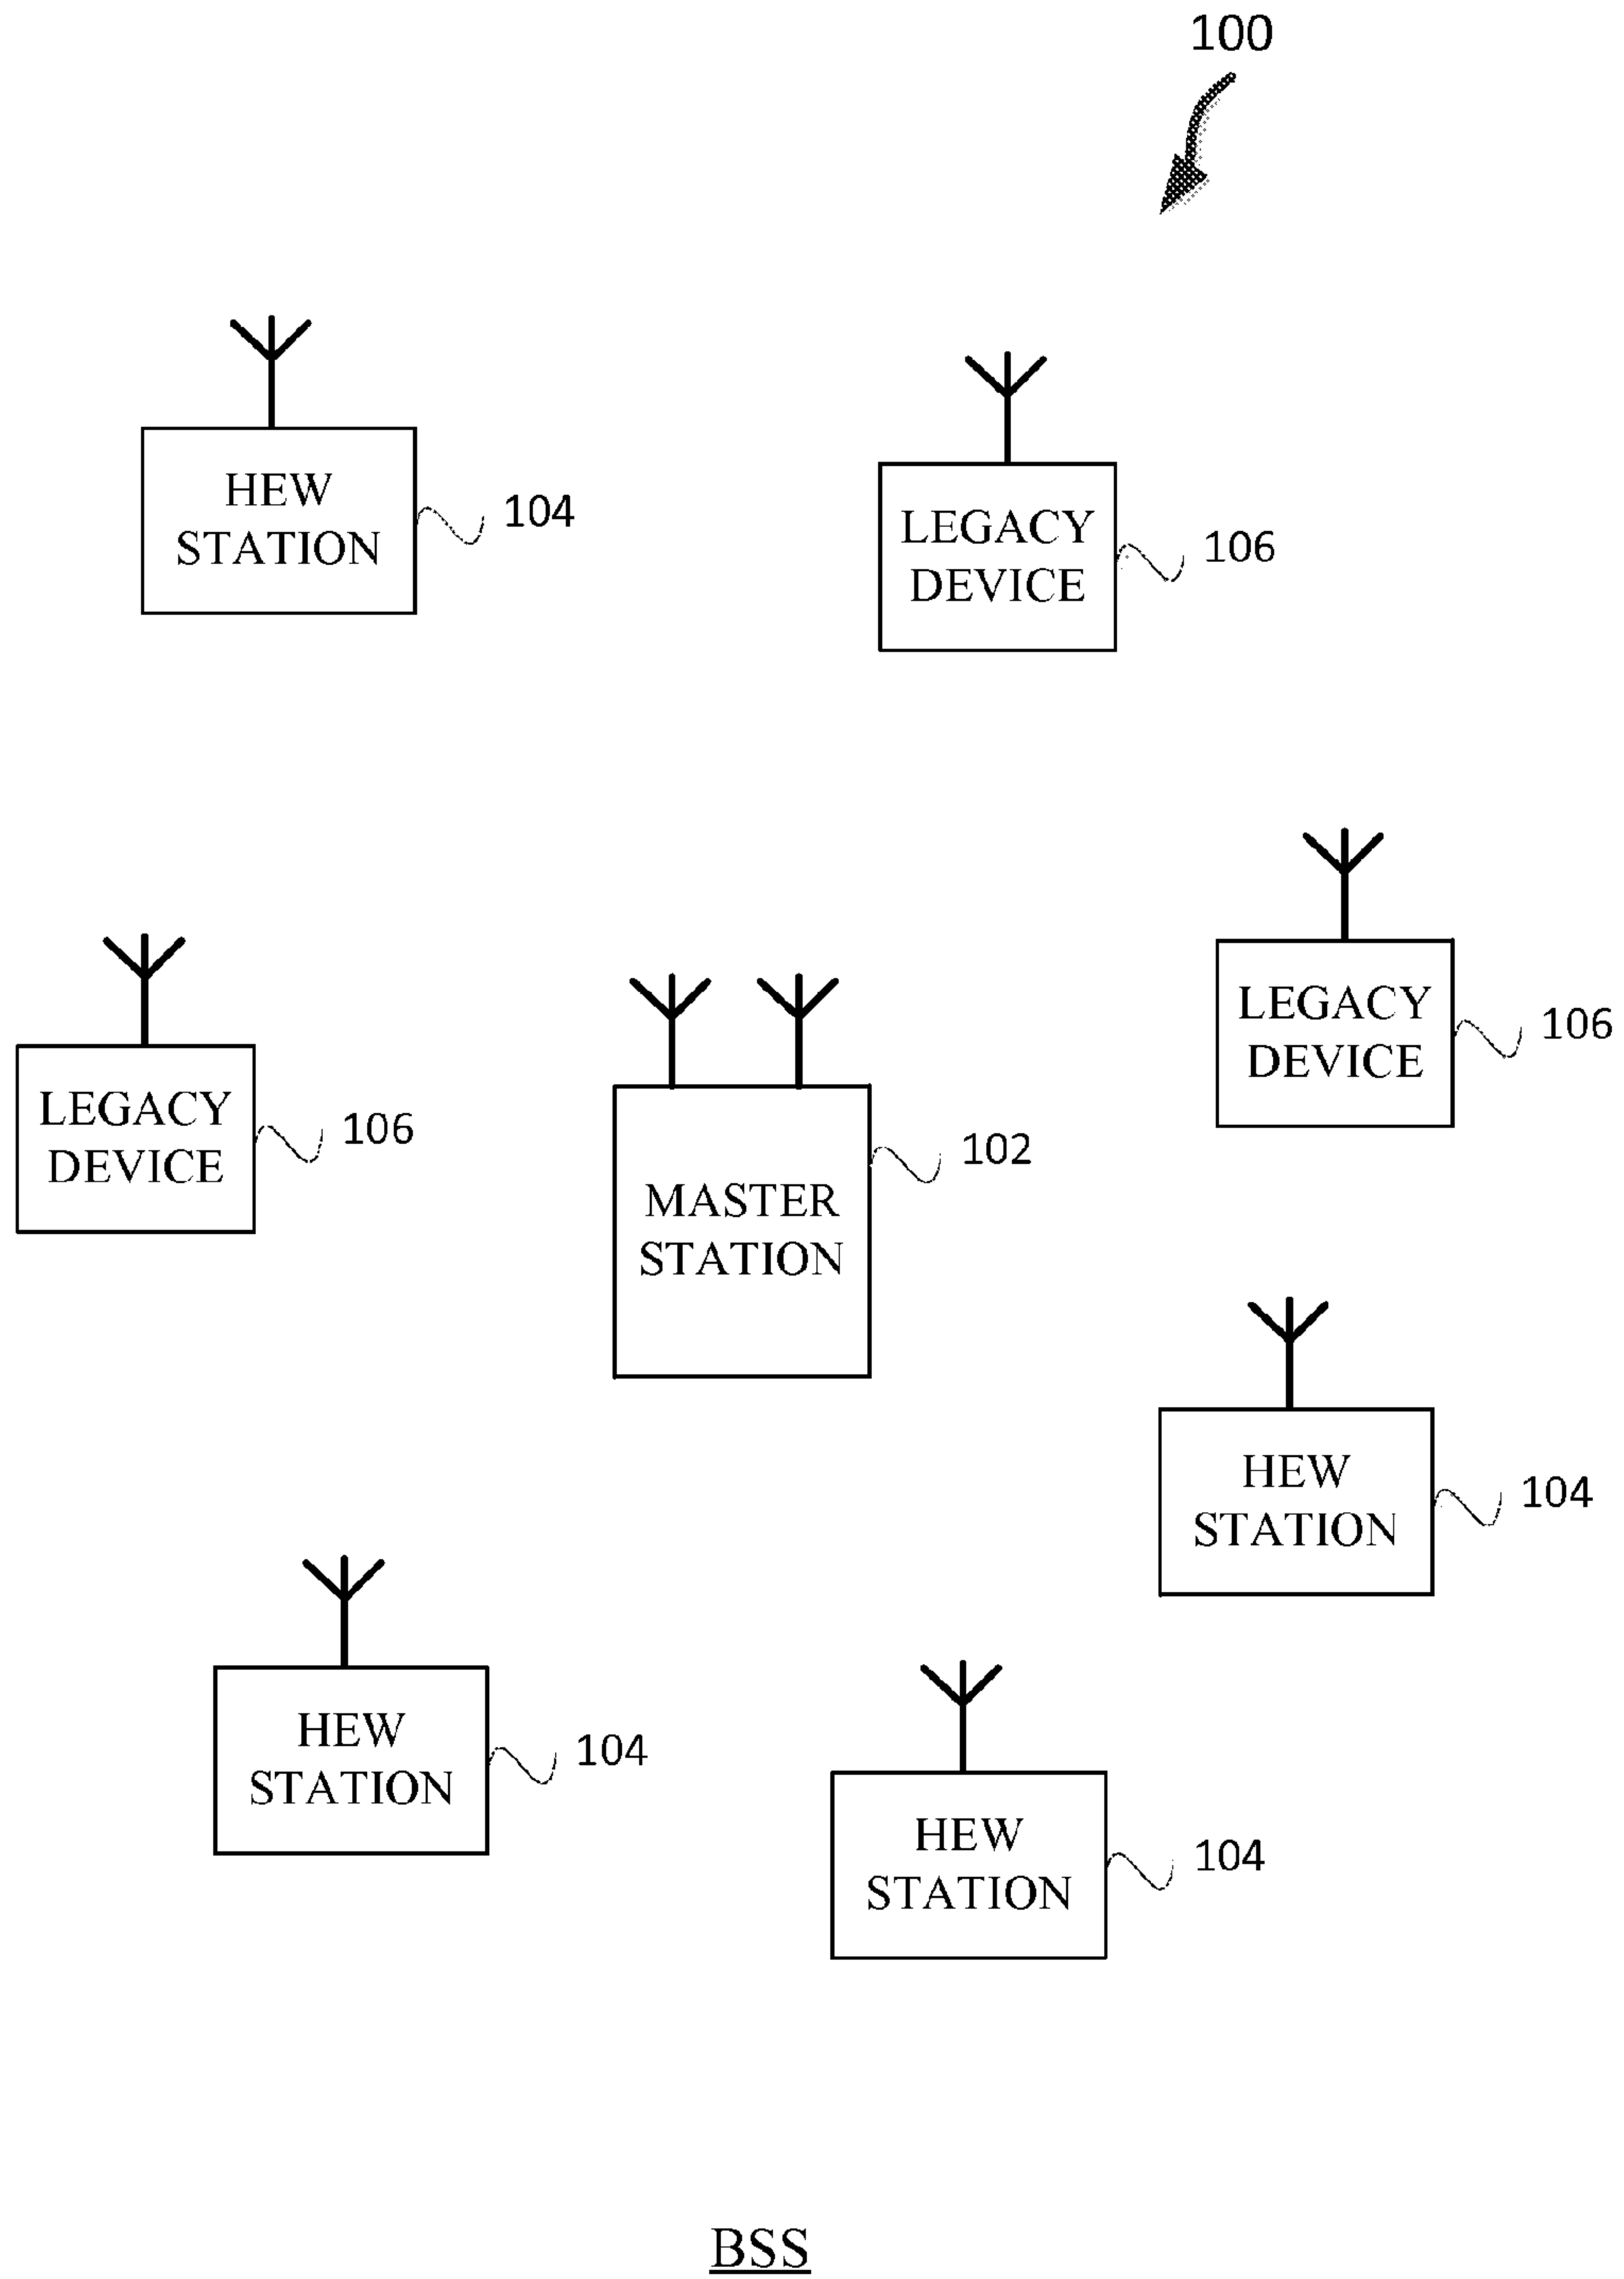 100
HEW
STATION
104
LEGACY
DEVICE
106
LEGACY
DEVICE
106
LEGACY
DEVICE
106
MASTER
STATION
102
HEW
STATION
104
HEW
STATION
104
HEW
STATION
104
BSS